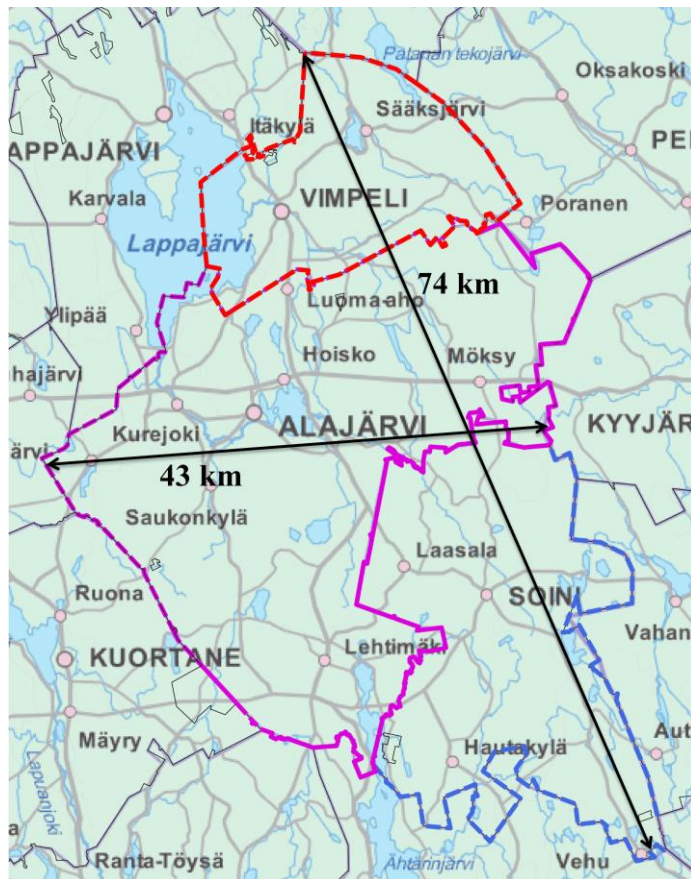 Patanan tekojärvi
Oksakoski
Sääksjärvi
Itäkylä
APPAJÄRVI
PE
Karvala
VIMPELI
Poranen
Lappajärvi
74 km
Luoma-aho
Ylipää
Hoisko
Möksy
hajärvi
ALAJÄRVI
KYYJÄR
Kurejoki
ärvi
43 km
Saukonkylä
Laasala
Ruona
SOINI
Vahan
KUORTANE
Lehtimäki
Mäyry
Hautakylä
Aut
Lapuanjoki
a
Ranta-Töysä
Ähtärinjärvi
Vehu